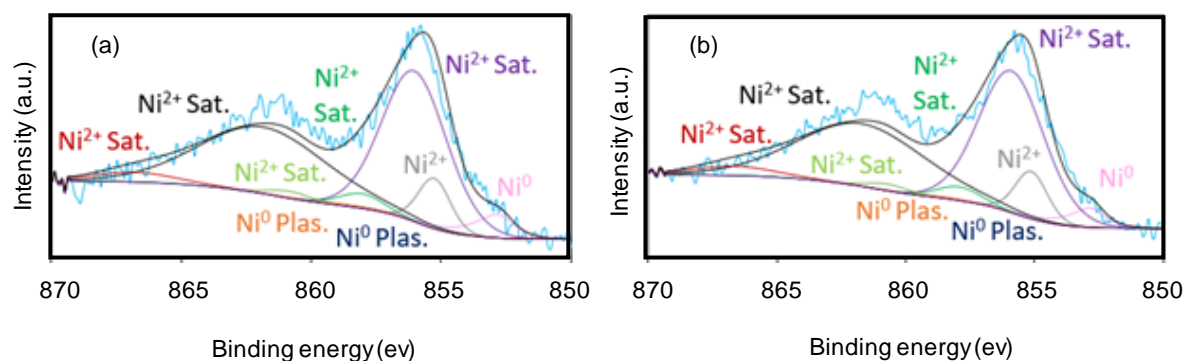 (a)
Ni²⁺ Sat.
Ni²⁺
Sat.
Ni²⁺ Sat.
Ni²⁺ Sat.
Ni²⁺ Sat.
Ni²⁺
Ni⁰
Ni⁰ Plas.
Ni⁰ Plas.
Intensity (a.u.)
870 865 860 855 850
Binding energy (ev)
(b)
Ni²⁺ Sat.
Ni²⁺
Sat.
Ni²⁺ Sat.
Ni²⁺ Sat.
Ni²⁺ Sat.
Ni²⁺
Ni⁰
Ni⁰ Plas.
Ni⁰ Plas.
Intensity (a.u.)
870 865 860 855 850
Binding energy (ev)